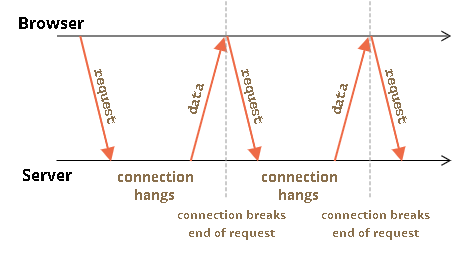 Browser
request
data
request
data
request
Server
connection
hangs
connection
hangs
connection breaks
end of request
connection breaks
end of request